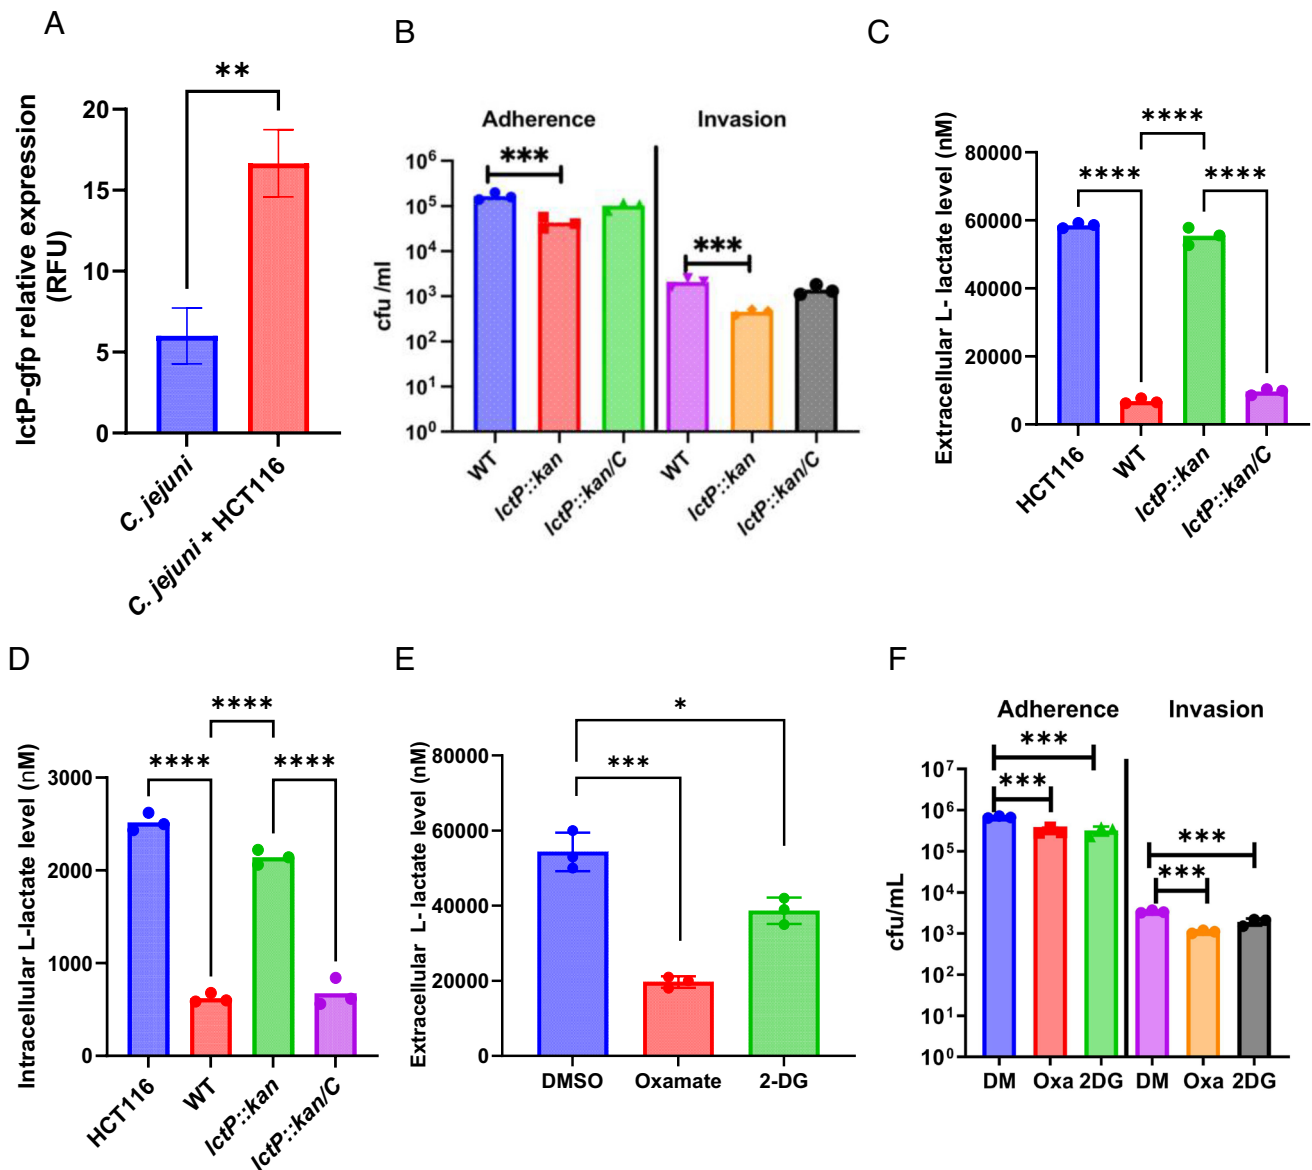 A
**
lctP-gfp relative expression
(RFU)
20
15
10
5
0
C. jejuni
C. jejuni + HCT116
B
Adherence
Invasion
***
***
cfu /ml
10⁶
10⁵
10⁴
10³
10²
10¹
10⁰
WT
lctP::kan
lctP::kan/C
WT
lctP::kan
lctP::kan/C
C
****
****
****
Extracellular L- lactate level (nM)
80000
60000
40000
20000
0
HCT116
WT
lctP::kan
lctP::kan/C
D
****
****
****
Intracellular L-lactate level (nM)
3000
2000
1000
0
HCT116
WT
lctP::kan
lctP::kan/C
E
*
***
Extracellular L- lactate level (nM)
80000
60000
40000
20000
0
DMSO
Oxamate
2-DG
F
Adherence
Invasion
***
***
***
***
cfu/mL
10⁷
10⁶
10⁵
10⁴
10³
10²
10¹
10⁰
DM
Oxa
2DG
DM
Oxa
2DG